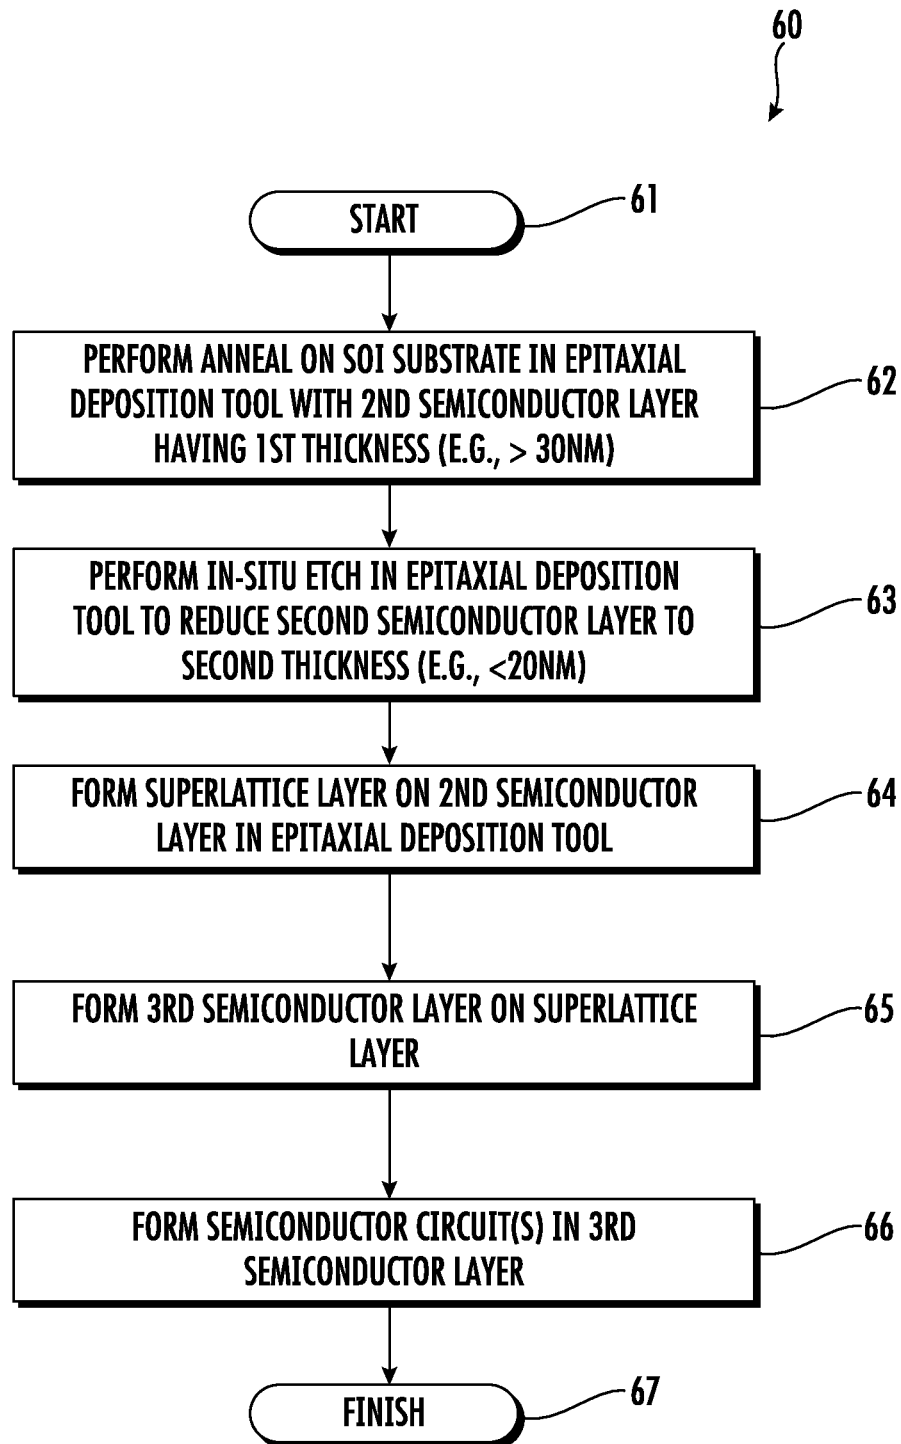 60
START
61
PERFORM ANNEAL ON SOI SUBSTRATE IN EPITAXIAL
DEPOSITION TOOL WITH 2ND SEMICONDUCTOR LAYER
HAVING 1ST THICKNESS (E.G., > 30NM)
62
PERFORM IN-SITU ETCH IN EPITAXIAL DEPOSITION
TOOL TO REDUCE SECOND SEMICONDUCTOR LAYER TO
SECOND THICKNESS (E.G., <20NM)
63
FORM SUPERLATTICE LAYER ON 2ND SEMICONDUCTOR
LAYER IN EPITAXIAL DEPOSITION TOOL
64
FORM 3RD SEMICONDUCTOR LAYER ON SUPERLATTICE
LAYER
65
FORM SEMICONDUCTOR CIRCUIT(S) IN 3RD
SEMICONDUCTOR LAYER
66
FINISH
67